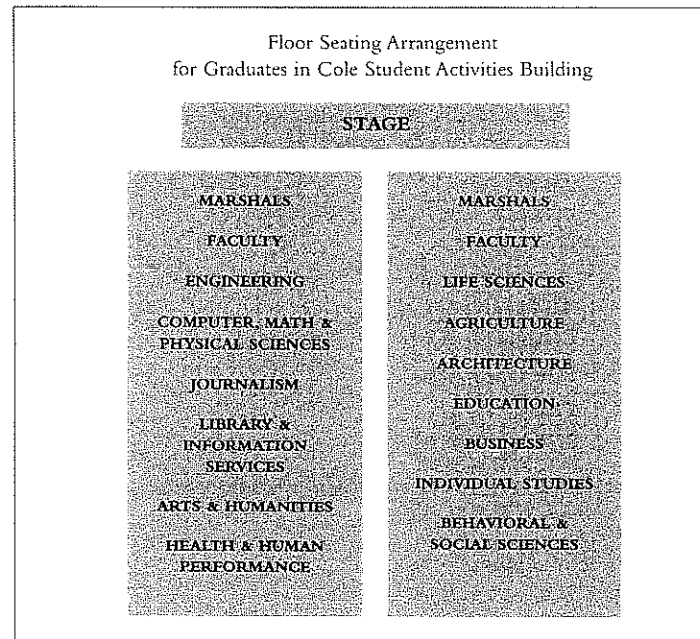 Floor Seating Arrangement
for Graduates in Cole Student Activities Building
STAGE
MARSHALS
FACULTY
ENGINEERING
COMPUTER, MATH &
PHYSICAL SCIENCES
JOURNALISM
LIBRARY &
INFORMATION
SERVICES
ARTS & HUMANITIES
HEALTH & HUMAN
PERFORMANCE
MARSHALS
FACULTY
LIFE SCIENCES
AGRICULTURE
ARCHITECTURE
EDUCATION
BUSINESS
INDIVIDUAL STUDIES
BEHAVIORAL &
SOCIAL SCIENCES